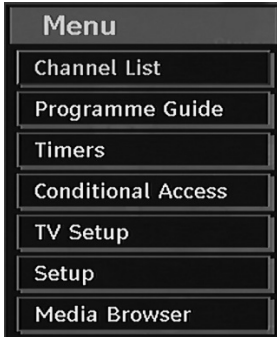 Menu
Channel List
Programme Guide
Timers
Conditional Access
TV Setup
Setup
Media Browser